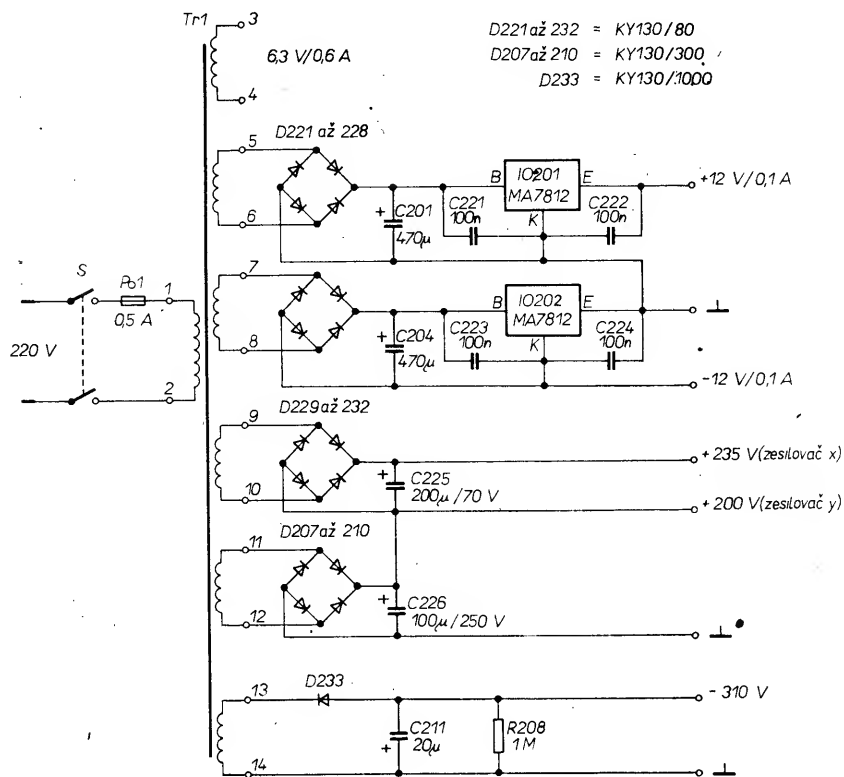 Tr1
3
6,3 V/0,6 A
4
D221 až 232 = KY130/80
D207 až 210 = KY130/300
D233 = KY130/1000
5
D221 až 228
6
+
C201
470µ
B
IO201
MA7812
E
K
C221
100n
C222
100n
+12 V/0,1 A
S
Po1
0,5 A
1
220 V
2
7
8
+
C204
470µ
B
IO202
MA7812
E
K
C223
100n
C224
100n
-12 V/0,1 A
9
D229 až 232
10
+
C225
200µ/70 V
+ 235 V (zesilovač x)
+ 200 V (zesilovač y)
11
D207 až 210
12
+
C226
100µ/250 V
13
D233
14
+
C211
20µ
R208
1M
- 310 V